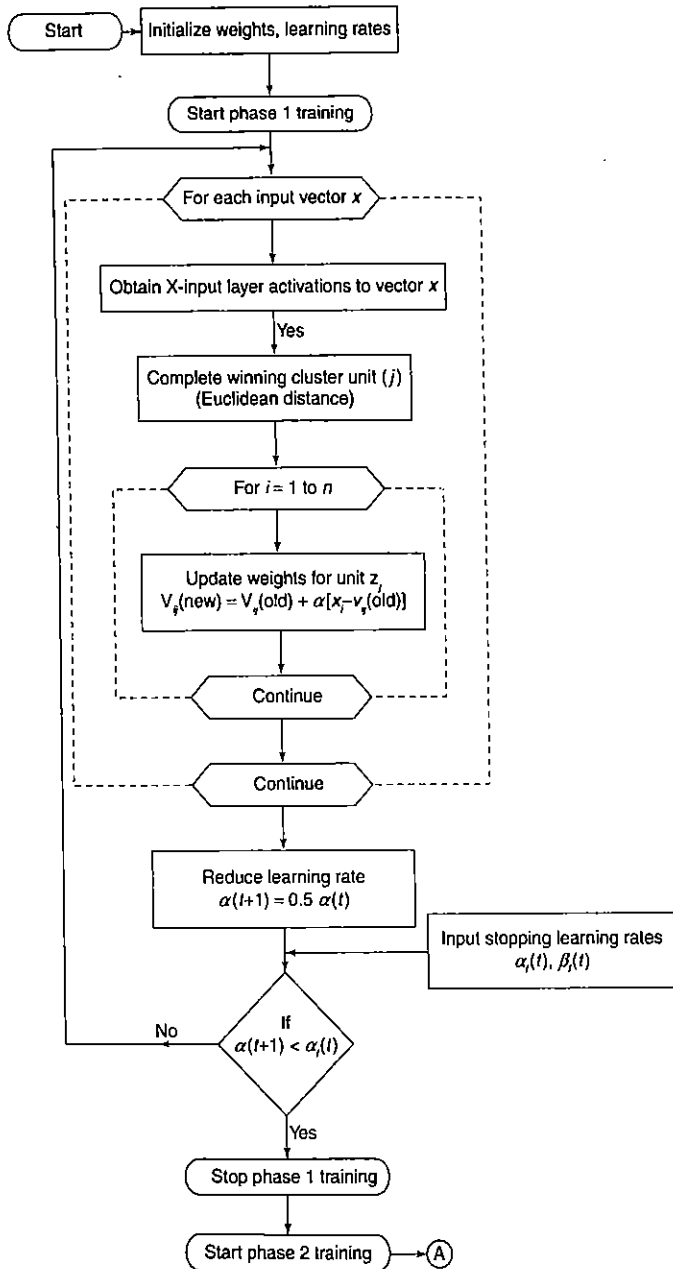 Start
Initialize weights, learning rates
Start phase 1 training
For each input vector x
Obtain X-input layer activations to vector x
Yes
Complete winning cluster unit (j)
(Euclidean distance)
For i = 1 to n
Update weights for unit zⱼ
Vᵢⱼ(new) = Vᵢⱼ(old) + α[xᵢ–vᵢⱼ(old)]
Continue
Continue
Reduce learning rate
α(t+1) = 0.5 α(t)
Input stopping learning rates
αᵢ(t), βᵢ(t)
If
α(t+1) < αᵢ(t)
No
Yes
Stop phase 1 training
Start phase 2 training
A